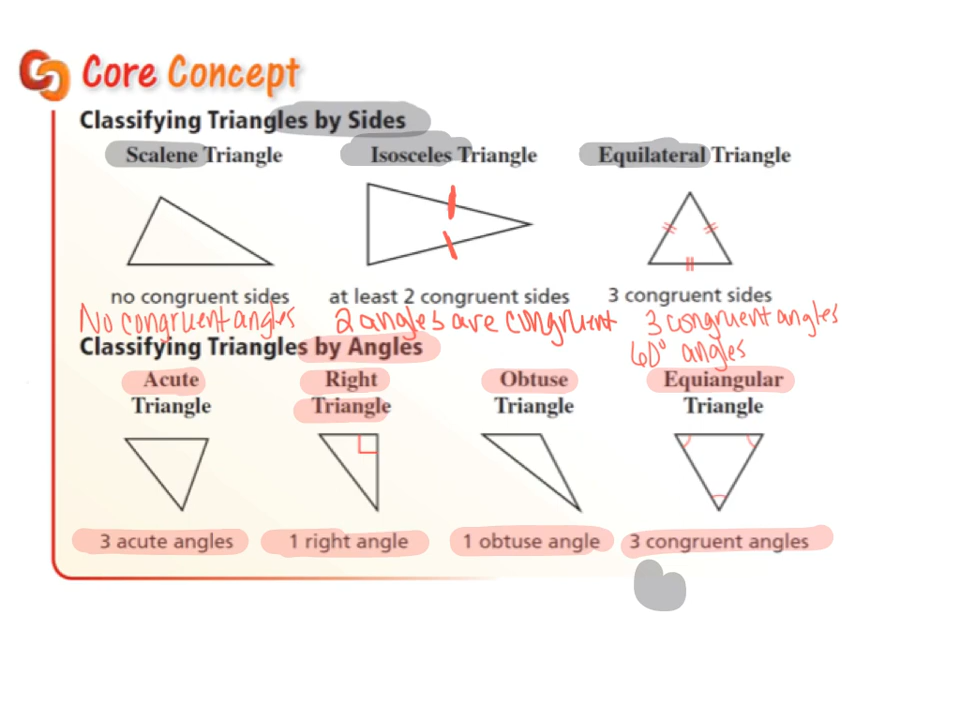 Core Concept
Classifying Triangles by Sides
Scalene Triangle Isosceles Triangle Equilateral Triangle
no congruent sides at least 2 congruent sides 3 congruent sides
No congruent angles 2 angles are congruent 3 congruent angles
60° angles
Classifying Triangles by Angles
Acute Right Obtuse Equiangular
Triangle Triangle Triangle Triangle
3 acute angles 1 right angle 1 obtuse angle 3 congruent angles